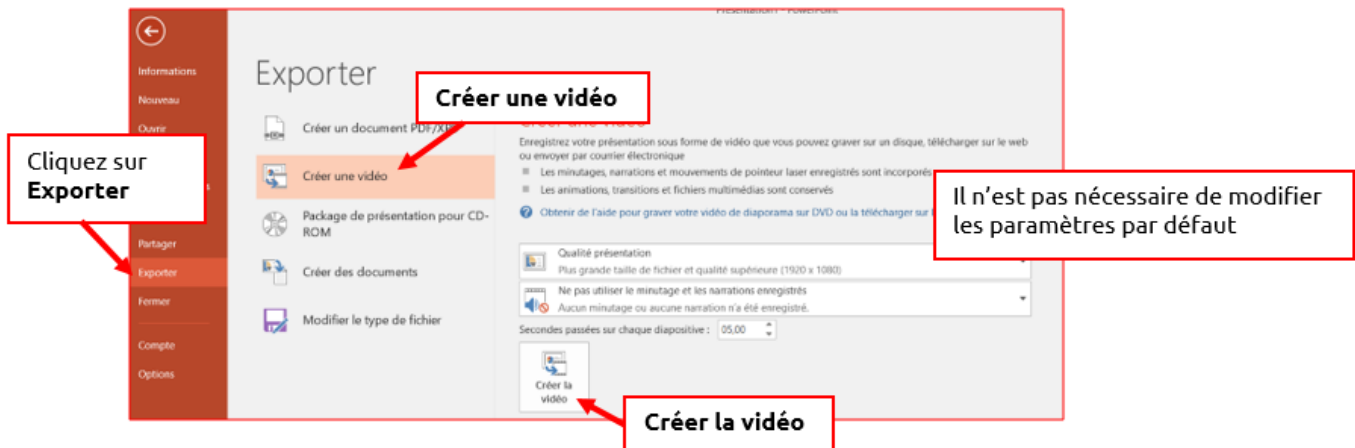 Présentation1 - PowerPoint
Informations
Nouveau
Ouvrir
Partager
Exporter
Fermer
Compte
Options
Cliquez sur
Exporter
Exporter
Créer une vidéo
Créer un document PDF/XPS
Créer une vidéo
Package de présentation pour CD-
ROM
Créer des documents
Modifier le type de fichier
Créer une vidéo
Enregistrez votre présentation sous forme de vidéo que vous pouvez graver sur un disque, télécharger sur le web
ou envoyer par courrier électronique
Les minutages, narrations et mouvements de pointeur laser enregistrés sont incorporés
Les animations, transitions et fichiers multimédias sont conservés
Obtenir de l'aide pour graver votre vidéo de diaporama sur DVD ou la télécharger sur
Il n’est pas nécessaire de modifier
les paramètres par défaut
Qualité présentation
Plus grande taille de fichier et qualité supérieure (1920 x 1080)
Ne pas utiliser le minutage et les narrations enregistrés
Aucun minutage ou aucune narration n'a été enregistré.
Secondes passées sur chaque diapositive : 05,00
Créer la
vidéo
Créer la vidéo